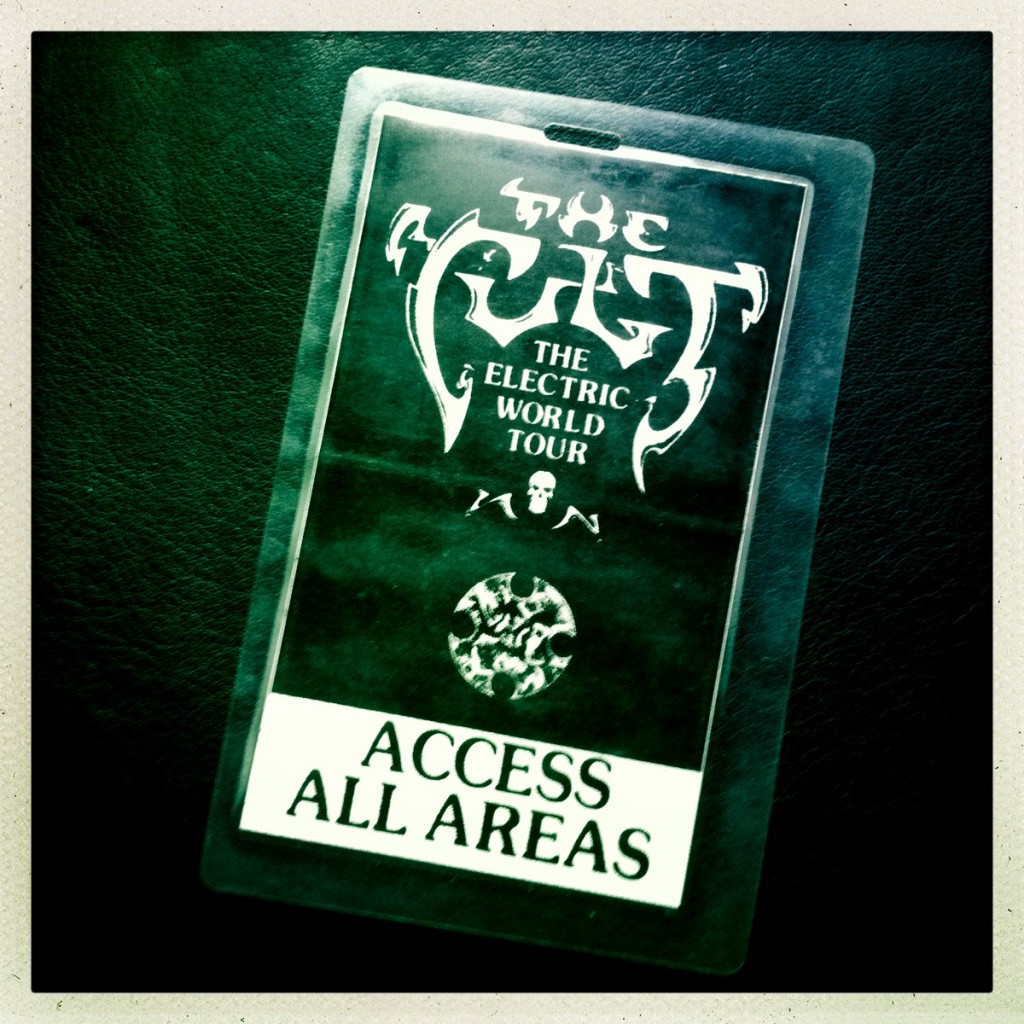 THE
CULT
THE
ELECTRIC
WORLD
TOUR
ACCESS
ALL AREAS